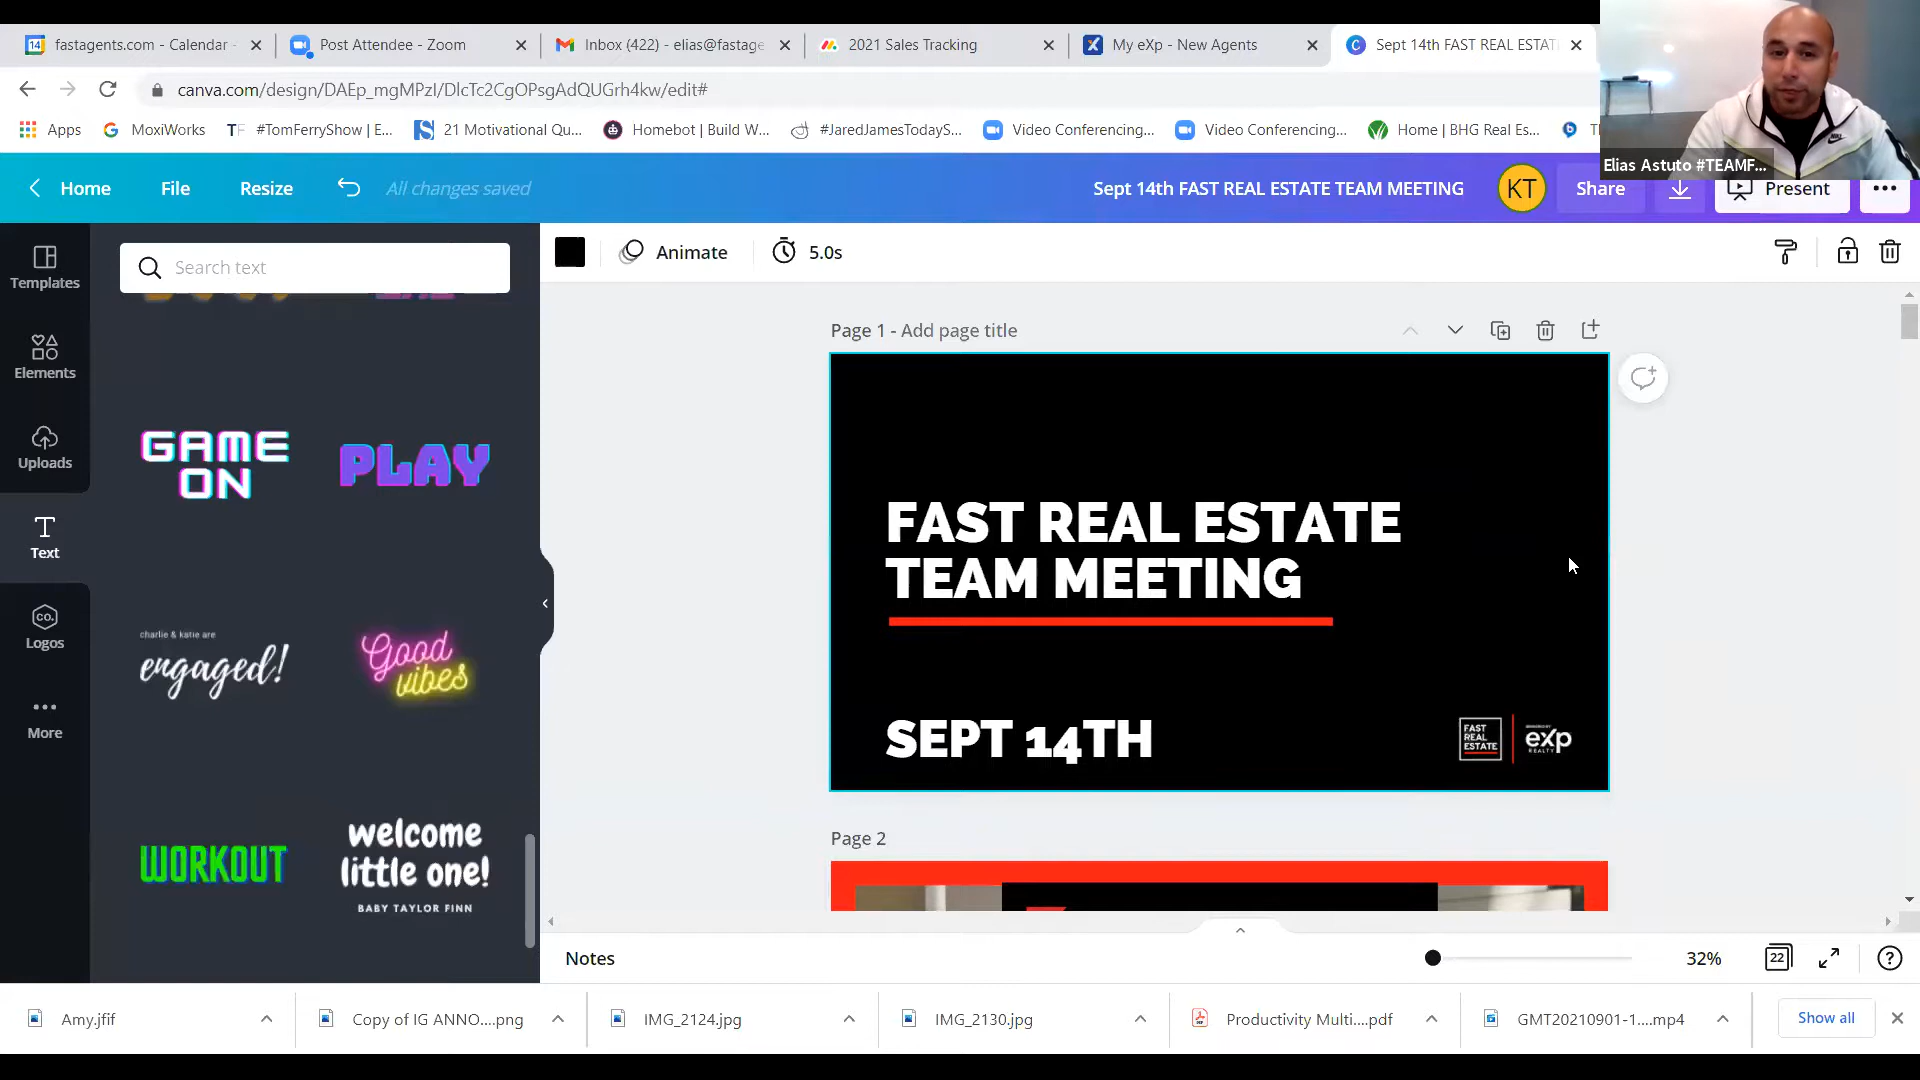 fastagents.com - Calendar -
Post Attendee - Zoom
Inbox (422) - elias@fastage
2021 Sales Tracking
My eXp - New Agents
Sept 14th FAST REAL ESTAT
canva.com/design/DAEp_mgMPzI/DlcTc2CgOPsgAdQUGrh4kw/edit#
Apps
MoxiWorks
#TomFerryShow | E...
21 Motivational Qu...
Homebot | Build W...
#JaredJamesTodayS...
Video Conferencing...
Video Conferencing...
Home | BHG Real Es...
Elias Astuto #TEAMF...
Home
File
Resize
All changes saved
Sept 14th FAST REAL ESTATE TEAM MEETING
KT
Share
Present
Search text
Animate
5.0s
Templates
Elements
Uploads
Text
Logos
More
GAME
ON
PLAY
charlie & katie are
engaged!
Good
vibes
WORKOUT
welcome
little one!
BABY TAYLOR FINN
Page 1 - Add page title
FAST REAL ESTATE
TEAM MEETING
SEPT 14TH
FAST
REAL
ESTATE
exp
REALTY
Page 2
Notes
32%
22
Amy.jfif
Copy of IG ANNO....png
IMG_2124.jpg
IMG_2130.jpg
Productivity Multi....pdf
GMT20210901-1....mp4
Show all